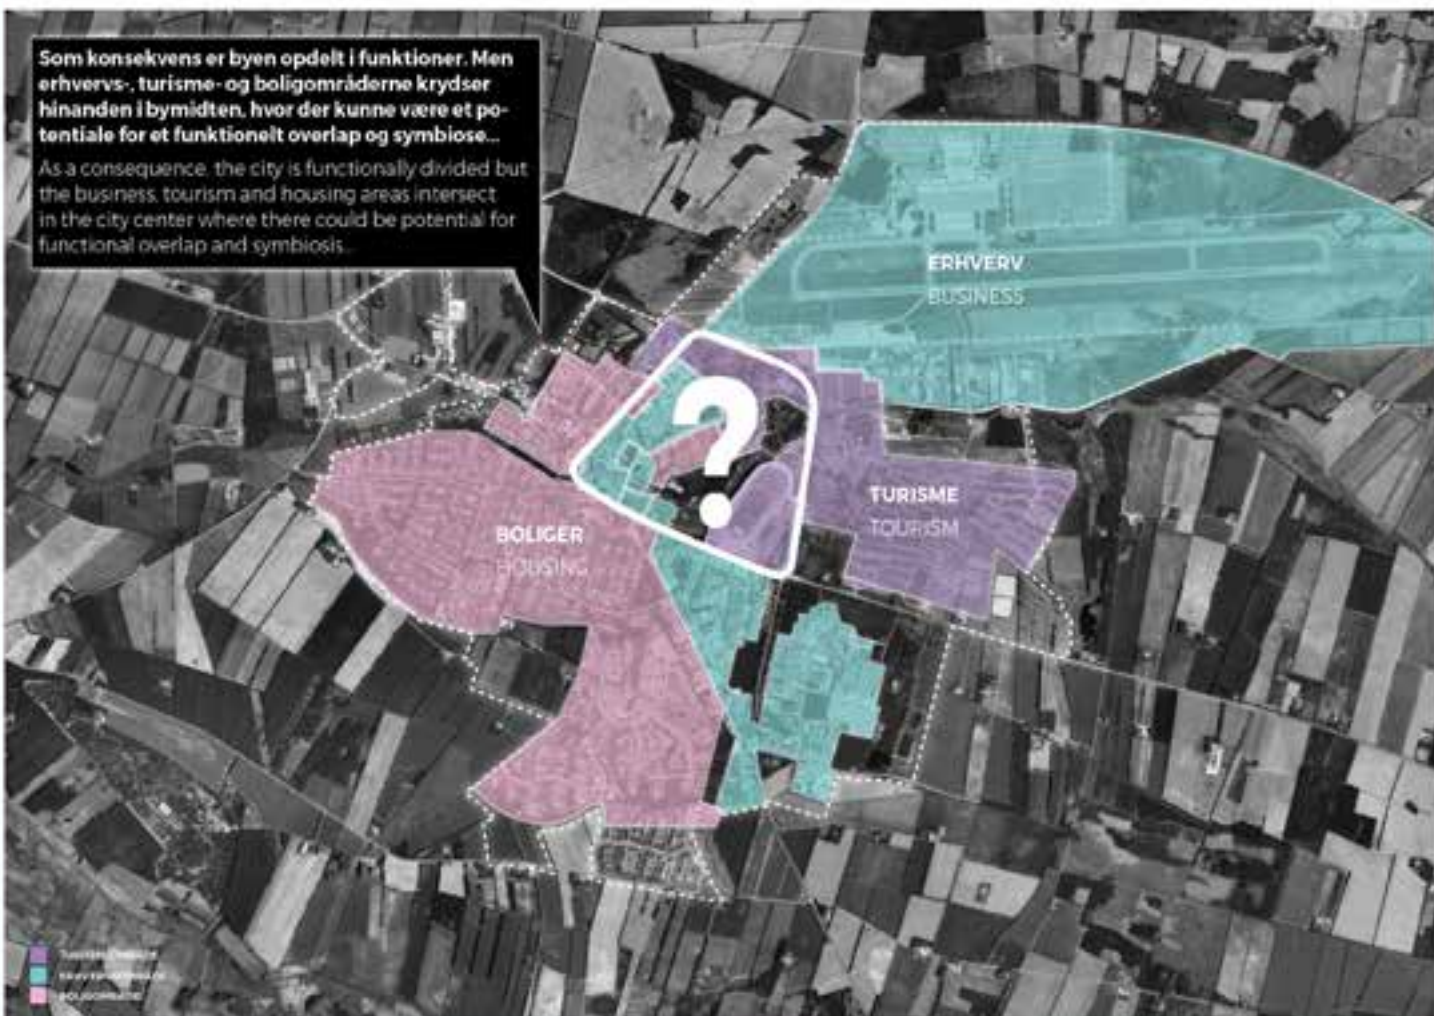 Som konsekvens er byen opdelt i funktioner. Men
erhvervs-, turisme- og boligområderne krydser
hinanden i bymidten, hvor der kunne være et po-
tentiale for et funktionelt overlap og symbiose...
As a consequence, the city is functionally divided but
the business, tourism and housing areas intersect
in the city center where there could be potential for
functional overlap and symbiosis...
ERHVERV
BUSINESS
?
TURISME
TOURISM
BOLIGER
HOUSING
BOLIGOMRÅDE